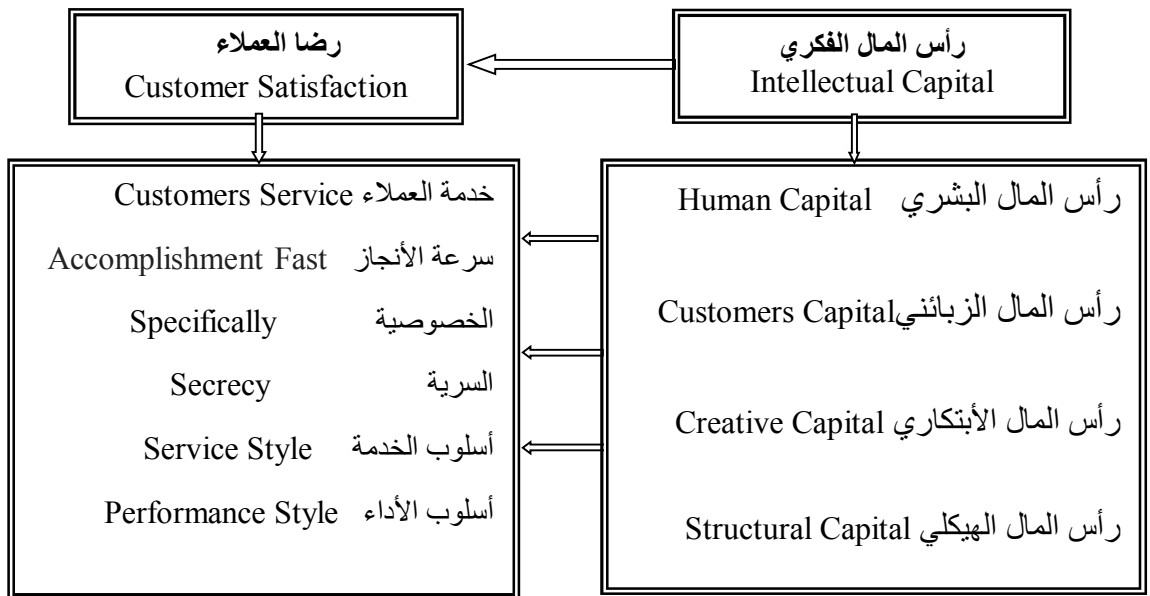 رأس المال الفكري
Intellectual Capital
رضا العملاء
Customer Satisfaction
رأس المال البشري Human Capital
رأس المال الزبائني Customers Capital
رأس المال الأبتكاري Creative Capital
رأس المال الهيكلي Structural Capital
خدمة العملاء Customers Service
سرعة الأنجاز Accomplishment Fast
الخصوصية Specifically
السرية Secrecy
أسلوب الخدمة Service Style
أسلوب الأداء Performance Style